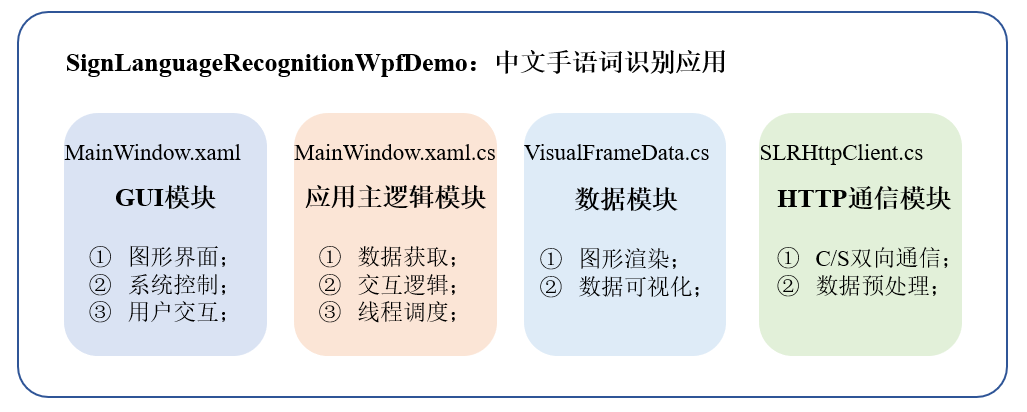 SignLanguageRecognitionWpfDemo：中文手语词识别应用
MainWindow.xaml
GUI模块
① 图形界面；
② 系统控制；
③ 用户交互；
MainWindow.xaml.cs
应用主逻辑模块
① 数据获取；
② 交互逻辑；
③ 线程调度；
VisualFrameData.cs
数据模块
① 图形渲染；
② 数据可视化；
SLRHttpClient.cs
HTTP通信模块
① C/S双向通信；
② 数据预处理；